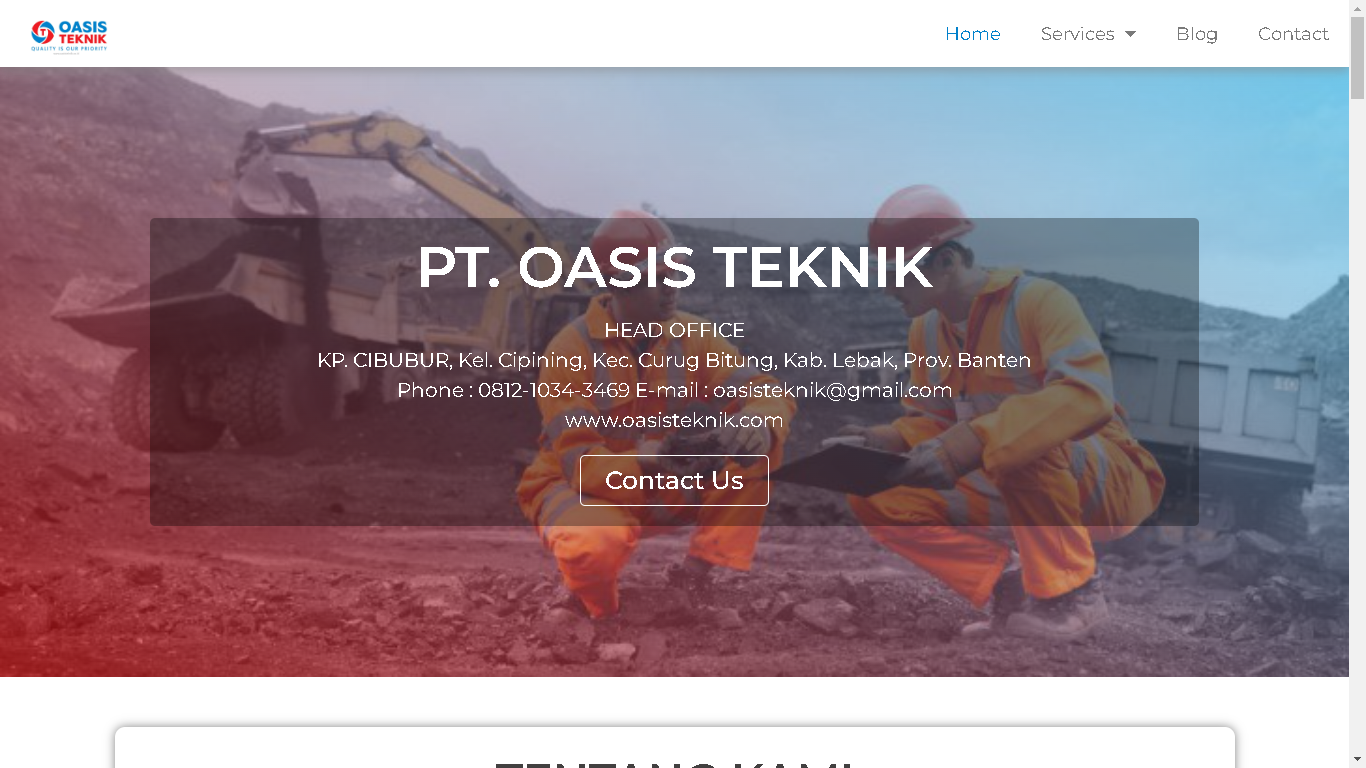 OASIS
TEKNIK
QUALITY IS OUR PRIORITY
Home
Services
Blog
Contact
PT. OASIS TEKNIK
HEAD OFFICE
KP. CIBUBUR, Kel. Cipining, Kec. Curug Bitung, Kab. Lebak, Prov. Banten
Phone : 0812-1034-3469 E-mail : oasisteknik@gmail.com
www.oasisteknik.com
Contact Us
TENTANG KAMI